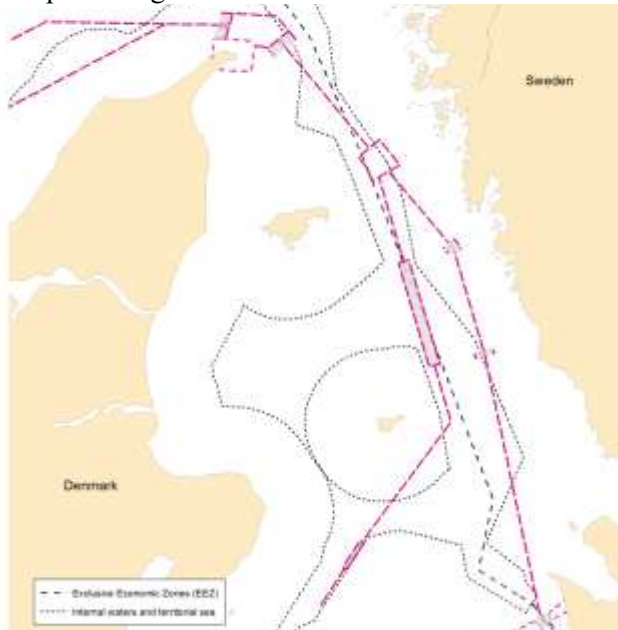 Sweden
Denmark
Exclusive Economic Zones (EEZ)
Internal waters and territorial sea